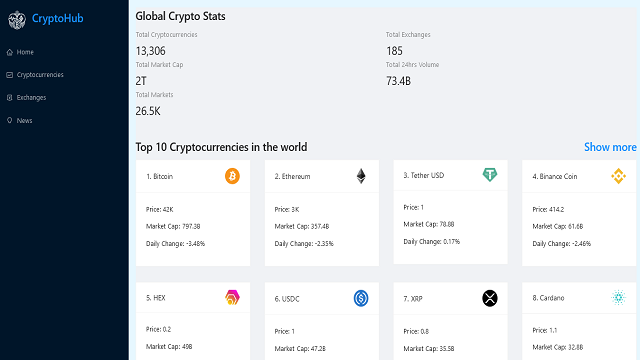 CryptoHub
Home
Cryptocurrencies
Exchanges
News
Global Crypto Stats
Total Cryptocurrencies
13,306
Total Exchanges
185
Total Market Cap
2T
Total 24hrs Volume
73.4B
Total Markets
26.5K
Top 10 Cryptocurrencies in the world
Show more
1. Bitcoin
Price: 42K
Market Cap: 797.3B
Daily Change: -3.48%
2. Ethereum
Price: 3K
Market Cap: 357.4B
Daily Change: -2.35%
3. Tether USD
Price: 1
Market Cap: 78.8B
Daily Change: 0.17%
4. Binance Coin
Price: 414.2
Market Cap: 61.6B
Daily Change: -2.46%
5. HEX
Price: 0.2
Market Cap: 49B
6. USDC
Price: 1
Market Cap: 47.2B
7. XRP
Price: 0.8
Market Cap: 35.5B
8. Cardano
Price: 1.1
Market Cap: 32.8B